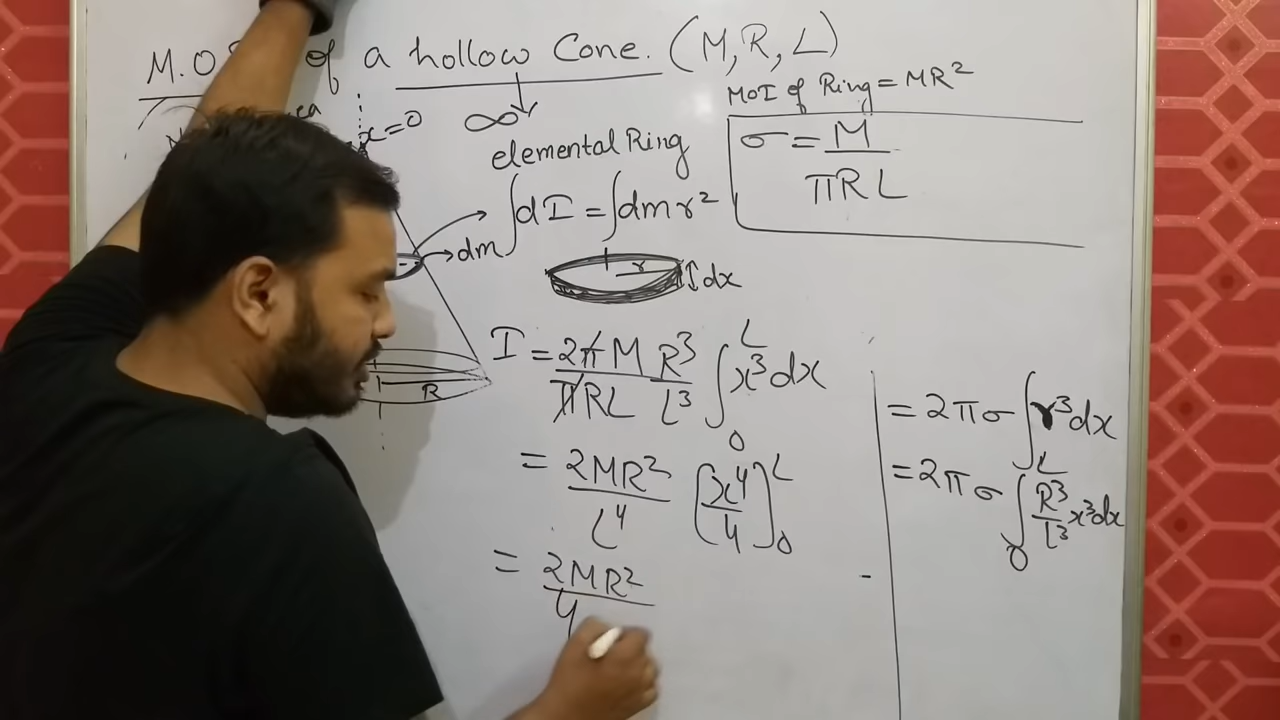 M.O of a hollow Cone. (M, R, L)
MOI of Ring = MR²
x=0
∞
elemental Ring
σ = M/πRL
∫dI = ∫dm r²
dm
r
dx
R
I = 2πM/πRL R³/L³ ∫₀ᴸ x³dx
= 2πσ ∫r³dx
= 2MR²/L⁴ [x⁴/4]₀ᴸ
= 2πσ ∫₀ᴸ R³/L³ x³dx
= 2MR²/4